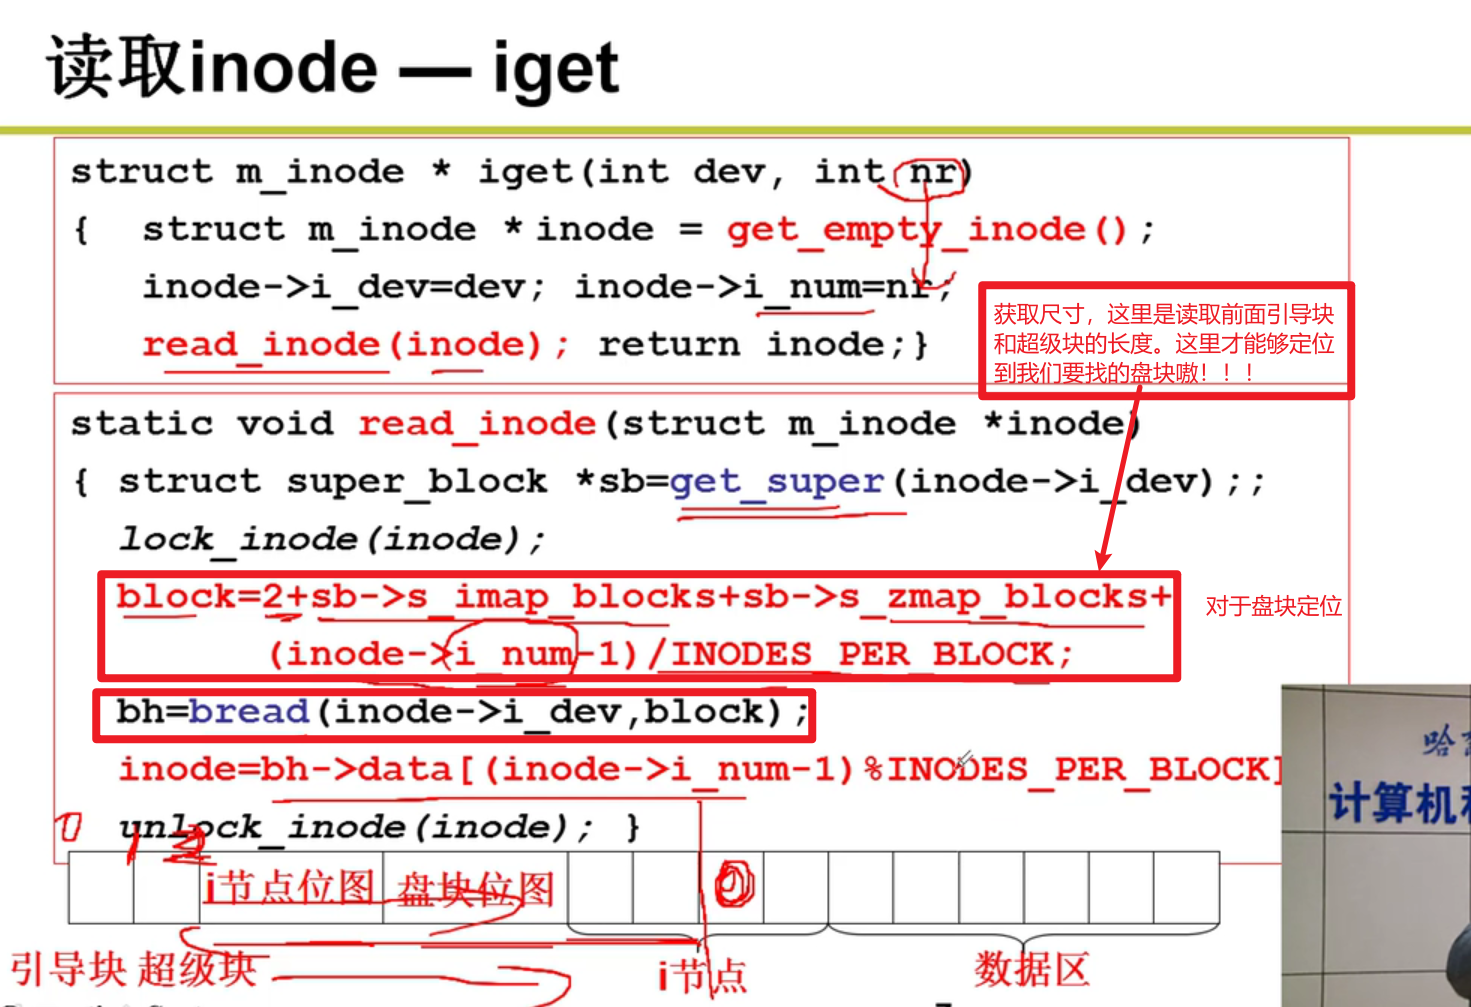 读取inode — iget
struct m_inode * iget(int dev, int nr)
{ struct m_inode * inode = get_empty_inode();
inode->i_dev=dev; inode->i_num=nr;
read_inode(inode); return inode;}
获取尺寸，这里是读取前面引导块
和超级块的长度。这里才能够定位
到我们要找的盘块嗷！！！
static void read_inode(struct m_inode *inode)
{ struct super_block *sb=get_super(inode->i_dev);;
lock_inode(inode);
block=2+sb->s_imap_blocks+sb->s_zmap_blocks+
(inode->i_num-1)/INODES_PER_BLOCK;
对于盘块定位
bh=bread(inode->i_dev,block);
inode=bh->data[(inode->i_num-1)%INODES_PER_BLOCK]
unlock_inode(inode); }
0 1 2
i节点位图 盘块位图 0
引导块 超级块 i节点 数据区
哈
计算机